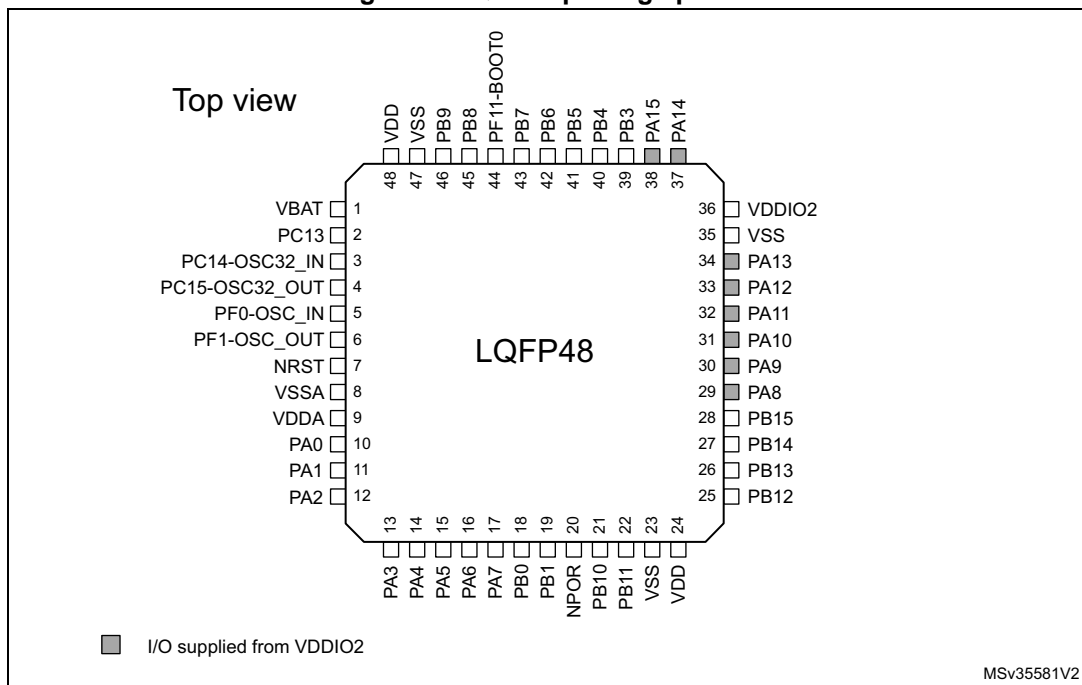 Top view
VDD
VSS
PB9
PB8
PF11-BOOT0
PB7
PB6
PB5
PB4
PB3
PA15
PA14
48
47
46
45
44
43
42
41
40
39
38
37
VBAT 1
PC13 2
PC14-OSC32_IN 3
PC15-OSC32_OUT 4
PF0-OSC_IN 5
PF1-OSC_OUT 6
NRST 7
VSSA 8
VDDA 9
PA0 10
PA1 11
PA2 12
LQFP48
36 VDDIO2
35 VSS
34 PA13
33 PA12
32 PA11
31 PA10
30 PA9
29 PA8
28 PB15
27 PB14
26 PB13
25 PB12
13
14
15
16
17
18
19
20
21
22
23
24
PA3
PA4
PA5
PA6
PA7
PB0
PB1
NPOR
PB10
PB11
VSS
VDD
I/O supplied from VDDIO2
MSv35581V2